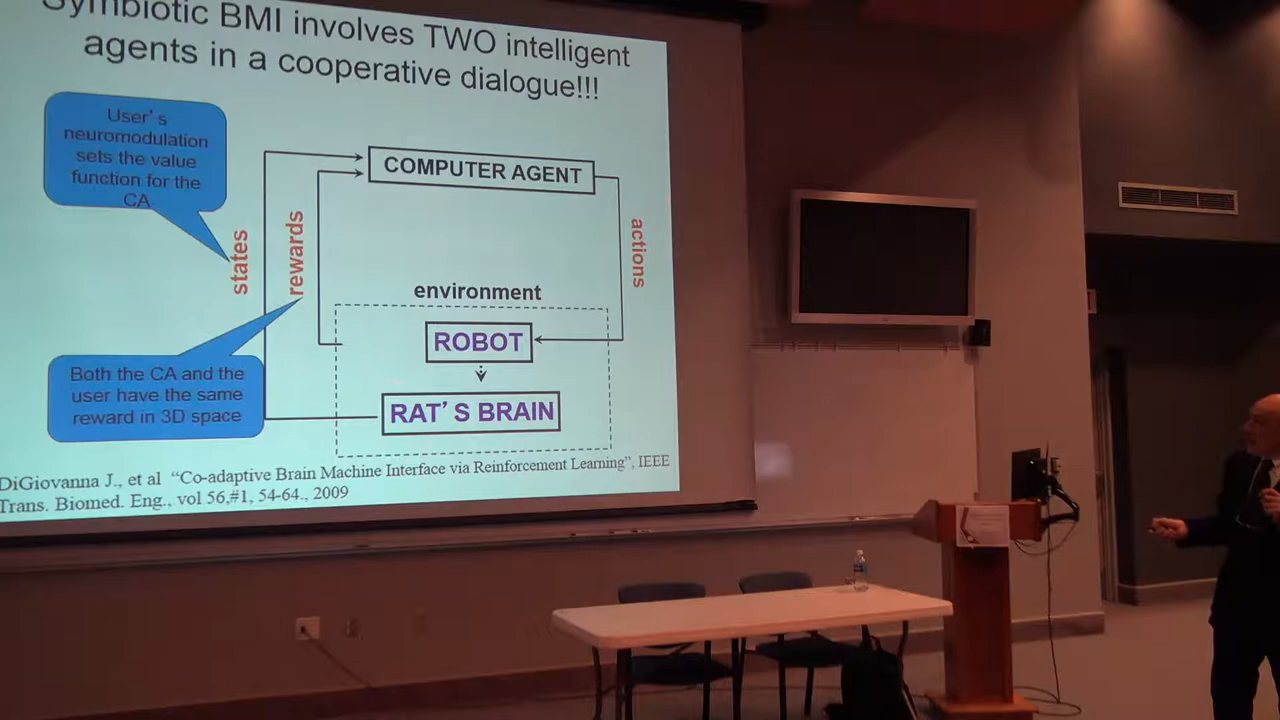 Symbiotic BMI involves TWO intelligent
agents in a cooperative dialogue!!!
User's
neuromodulation
sets the value
function for the
CA
COMPUTER AGENT
states
rewards
actions
environment
ROBOT
RAT'S BRAIN
Both the CA and the
user have the same
reward in 3D space
DiGiovanna J., et al "Co-adaptive Brain Machine Interface via Reinforcement Learning", IEEE
Trans. Biomed. Eng., vol 56,#1, 54-64., 2009